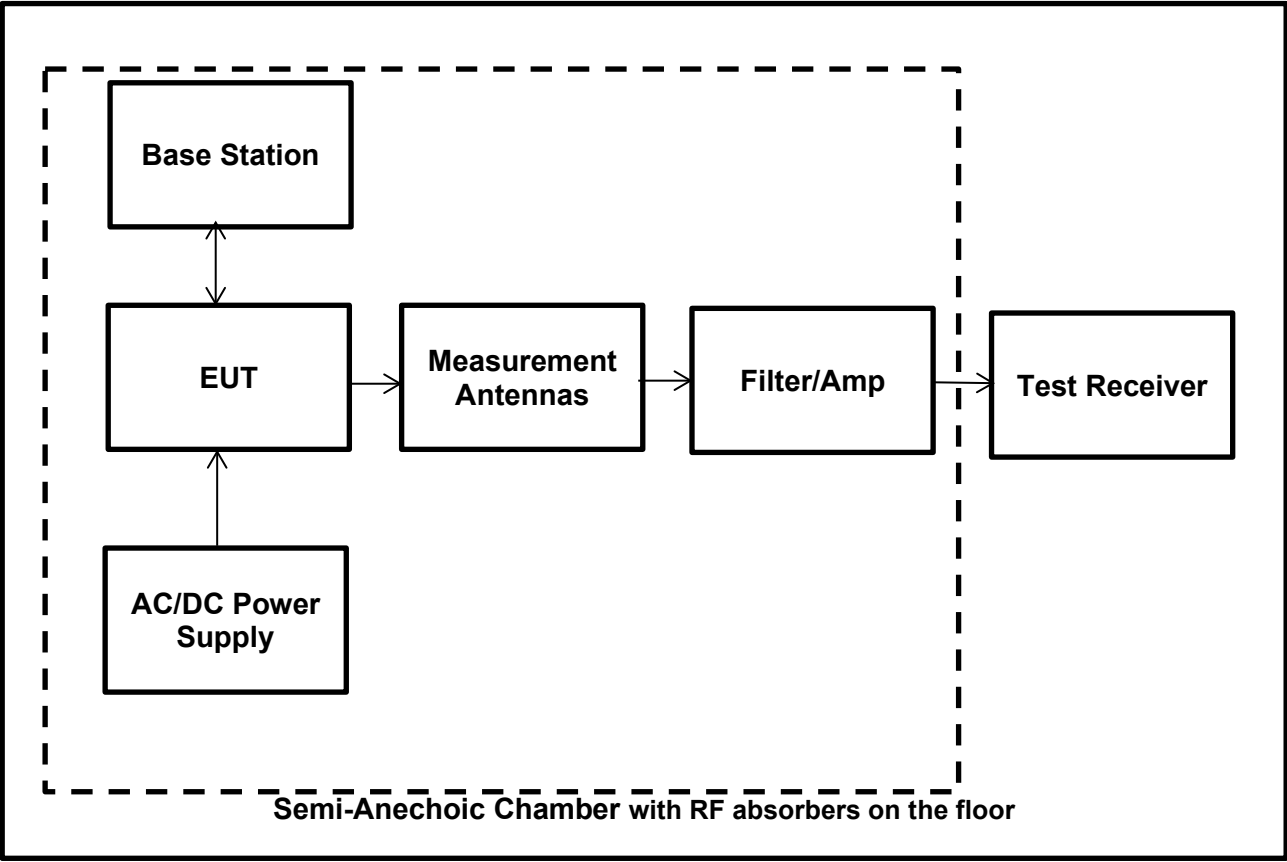 Base Station
EUT
Measurement
Antennas
Filter/Amp
Test Receiver
AC/DC Power
Supply
Semi-Anechoic Chamber with RF absorbers on the floor